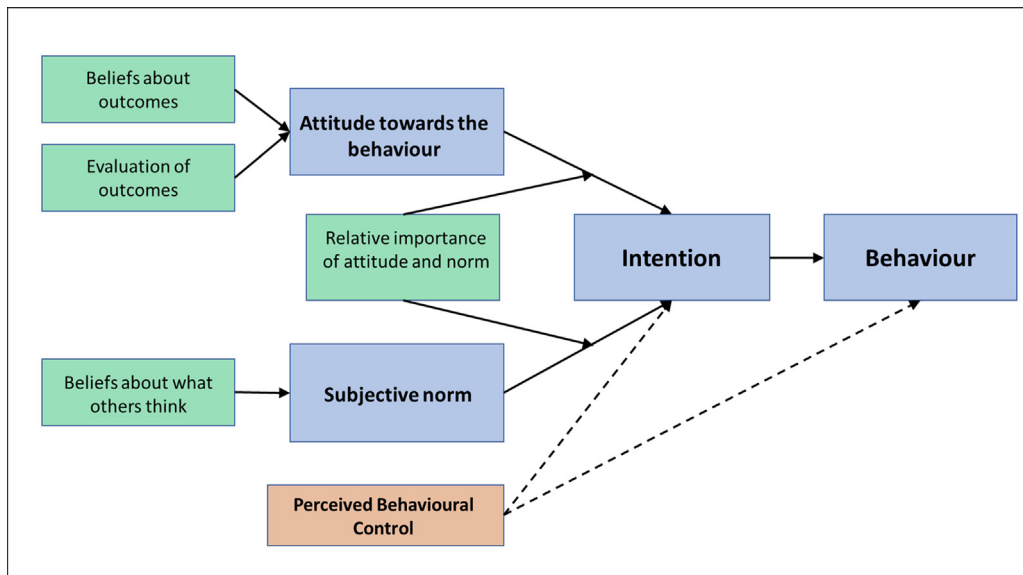 Beliefs about
outcomes
Evaluation of
outcomes
Attitude towards the
behaviour
Relative importance
of attitude and norm
Intention
Behaviour
Beliefs about what
others think
Subjective norm
Perceived Behavioural
Control